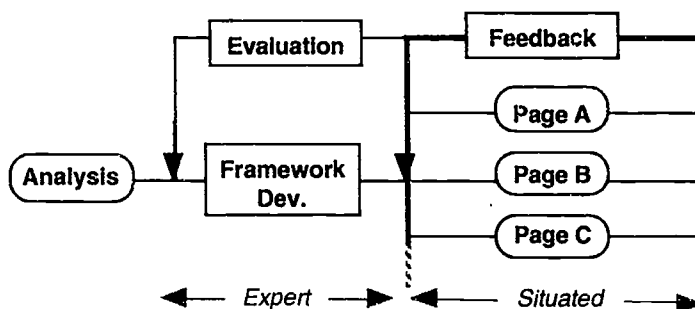 Evaluation
Feedback
Page A
Analysis
Framework
Dev.
Page B
Page C
Expert
Situated